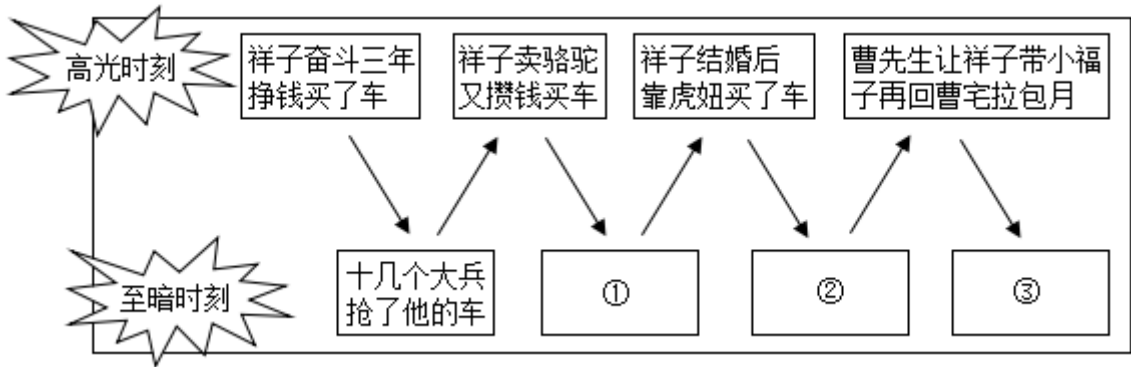 高光时刻
祥子奋斗三年
挣钱买了车
祥子卖骆驼
又攒钱买车
祥子结婚后
靠虎妞买了车
曹先生让祥子带小福
子再回曹宅拉包月
至暗时刻
十几个大兵
抢了他的车
①
②
③